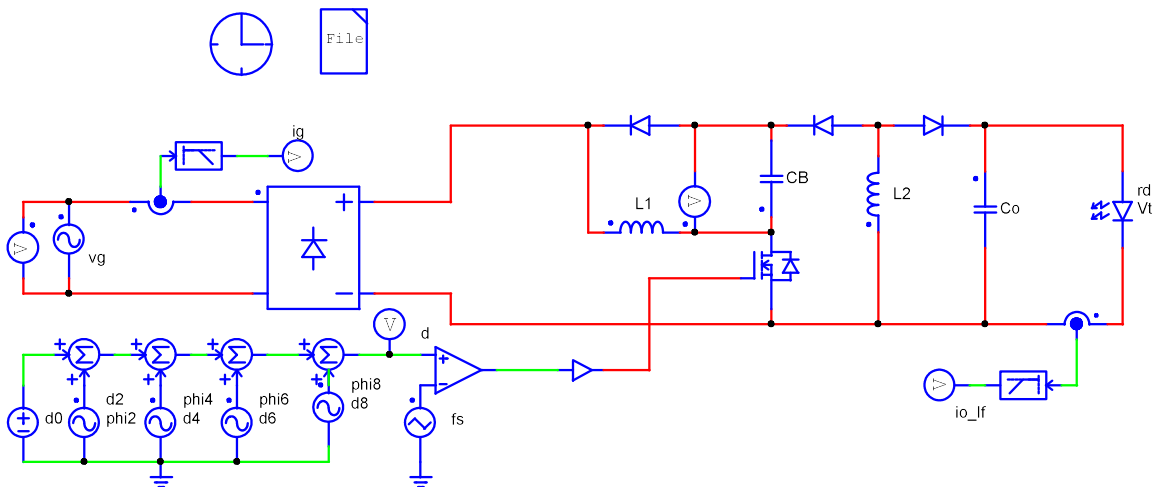 File
ig
V
CB
rd
Vt
L1
V
L2
Co
V
vg
V
d
d2
phi2
phi4
d4
phi6
d6
phi8
d8
d0
fs
V
io_lf